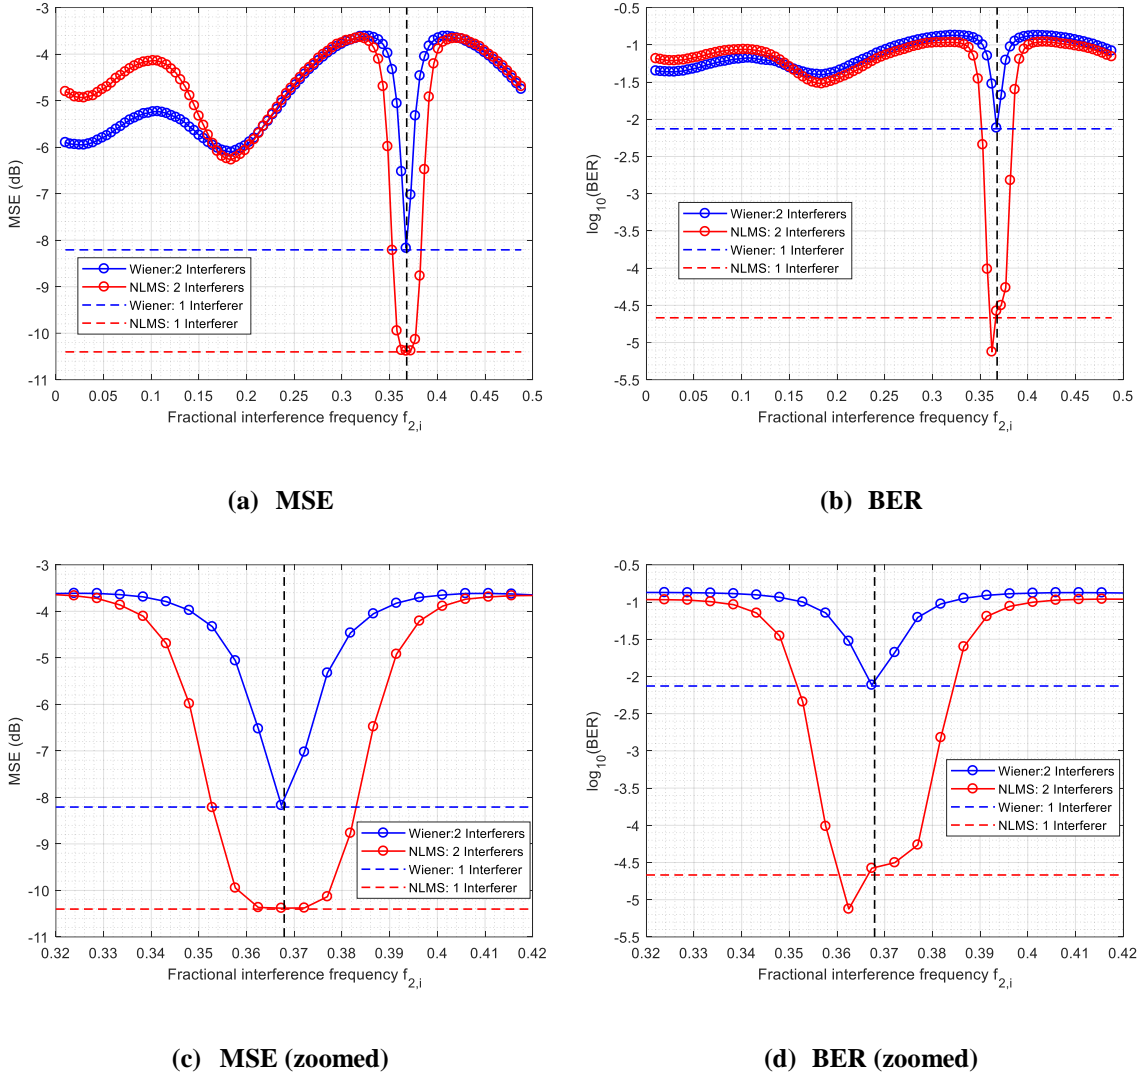 -3
-4
-5
-6
-7
-8
-9
-10
-11
MSE (dB)
Wiener:2 Interferers
NLMS: 2 Interferers
Wiener: 1 Interferer
NLMS: 1 Interferer
0 0.05 0.1 0.15 0.2 0.25 0.3 0.35 0.4 0.45 0.5
Fractional interference frequency f2,i
(a) MSE
-0.5
-1
-1.5
-2
-2.5
-3
-3.5
-4
-4.5
-5
-5.5
log10(BER)
Wiener:2 Interferers
NLMS: 2 Interferers
Wiener: 1 Interferer
NLMS: 1 Interferer
0 0.05 0.1 0.15 0.2 0.25 0.3 0.35 0.4 0.45 0.5
Fractional interference frequency f2,i
(b) BER
-3
-4
-5
-6
-7
-8
-9
-10
-11
MSE (dB)
Wiener:2 Interferers
NLMS: 2 Interferers
Wiener: 1 Interferer
NLMS: 1 Interferer
0.32 0.33 0.34 0.35 0.36 0.37 0.38 0.39 0.40 0.41 0.42
Fractional interference frequency f2,i
(c) MSE (zoomed)
-0.5
-1
-1.5
-2
-2.5
-3
-3.5
-4
-4.5
-5
-5.5
log10(BER)
Wiener:2 Interferers
NLMS: 2 Interferers
Wiener: 1 Interferer
NLMS: 1 Interferer
0.32 0.33 0.34 0.35 0.36 0.37 0.38 0.39 0.40 0.41 0.42
Fractional interference frequency f2,i
(d) BER (zoomed)